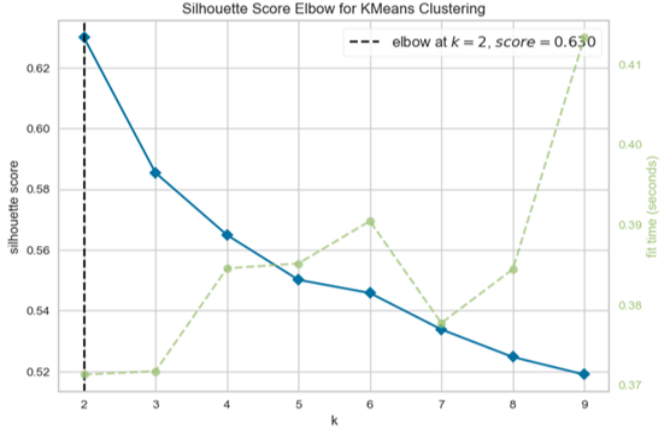 Silhouette Score Elbow for KMeans Clustering
elbow at k = 2, score = 0.630
silhouette score
0.62
0.60
0.58
0.56
0.54
0.52
0.41
0.40
0.39
0.38
0.37
fit time (seconds)
2 3 4 5 6 7 8 9
k